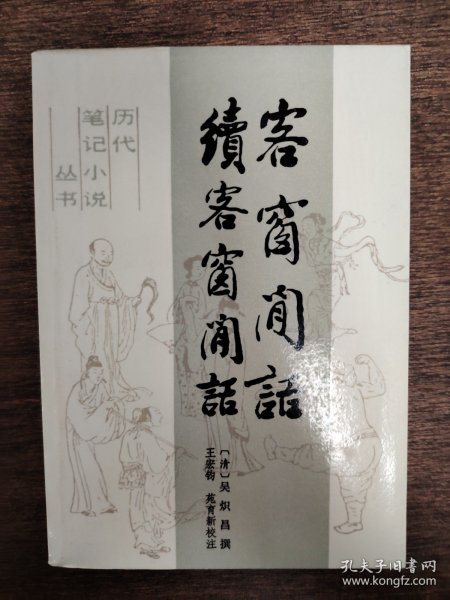 历代
笔记小说
丛书
客窗閒話
續客窗閒話
〔清〕吴炽昌撰
王宏钧 苑育新校注
孔夫子旧书网
www.kongfz.com